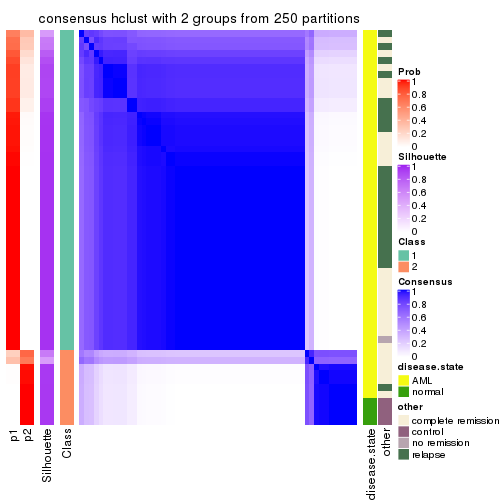 consensus hclust with 2 groups from 250 partitions
Prob
1
0.8
0.6
0.4
0.2
0
Silhouette
1
0.8
0.6
0.4
0.2
0
Class
1
2
Consensus
1
0.8
0.6
0.4
0.2
0
disease.state
AML
normal
other
complete remission
control
no remission
relapse
p1
p2
Silhouette
Class
disease.state
other